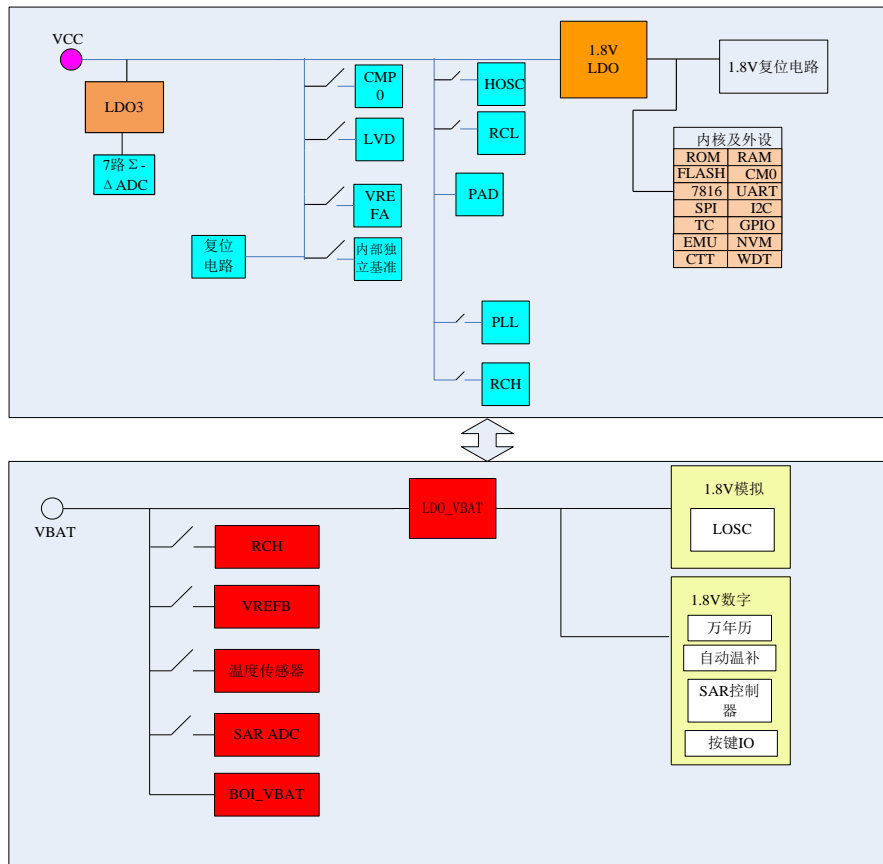 VCC
LDO3
7路Σ-
Δ ADC
复位
电路
CMP
0
LVD
VRE
FA
内部独
立基准
HOSC
RCL
PAD
PLL
RCH
1.8V
LDO
1.8V复位电路
内核及外设
ROM RAM
FLASH CM0
7816 UART
SPI I2C
TC GPIO
EMU NVM
CTT WDT
VBAT
RCH
VREFB
温度传感器
SAR ADC
BOI_VBAT
LDO_VBAT
1.8V模拟
LOSC
1.8V数字
万年历
自动温补
SAR控制
器
按键IO